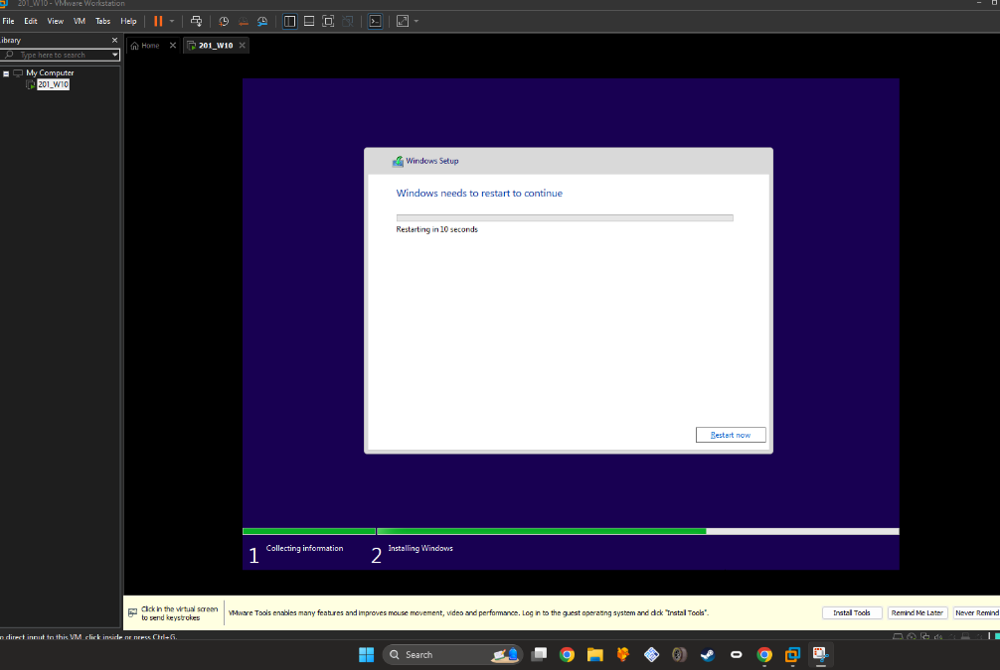 201_W10 - VMware Workstation
File Edit View VM Tabs Help
Library
Type here to search
Home
201_W10
My Computer
201_W10
Windows Setup
Windows needs to restart to continue
Restarting in 10 seconds
Restart now
1 Collecting information
2 Installing Windows
Click in the virtual screen
to send keystrokes
VMware Tools enables many features and improves mouse movement, video and performance. Log in to the guest operating system and click "Install Tools".
Install Tools
Remind Me Later
Never Remind
direct input to this VM, click inside or press Ctrl+G.
Search